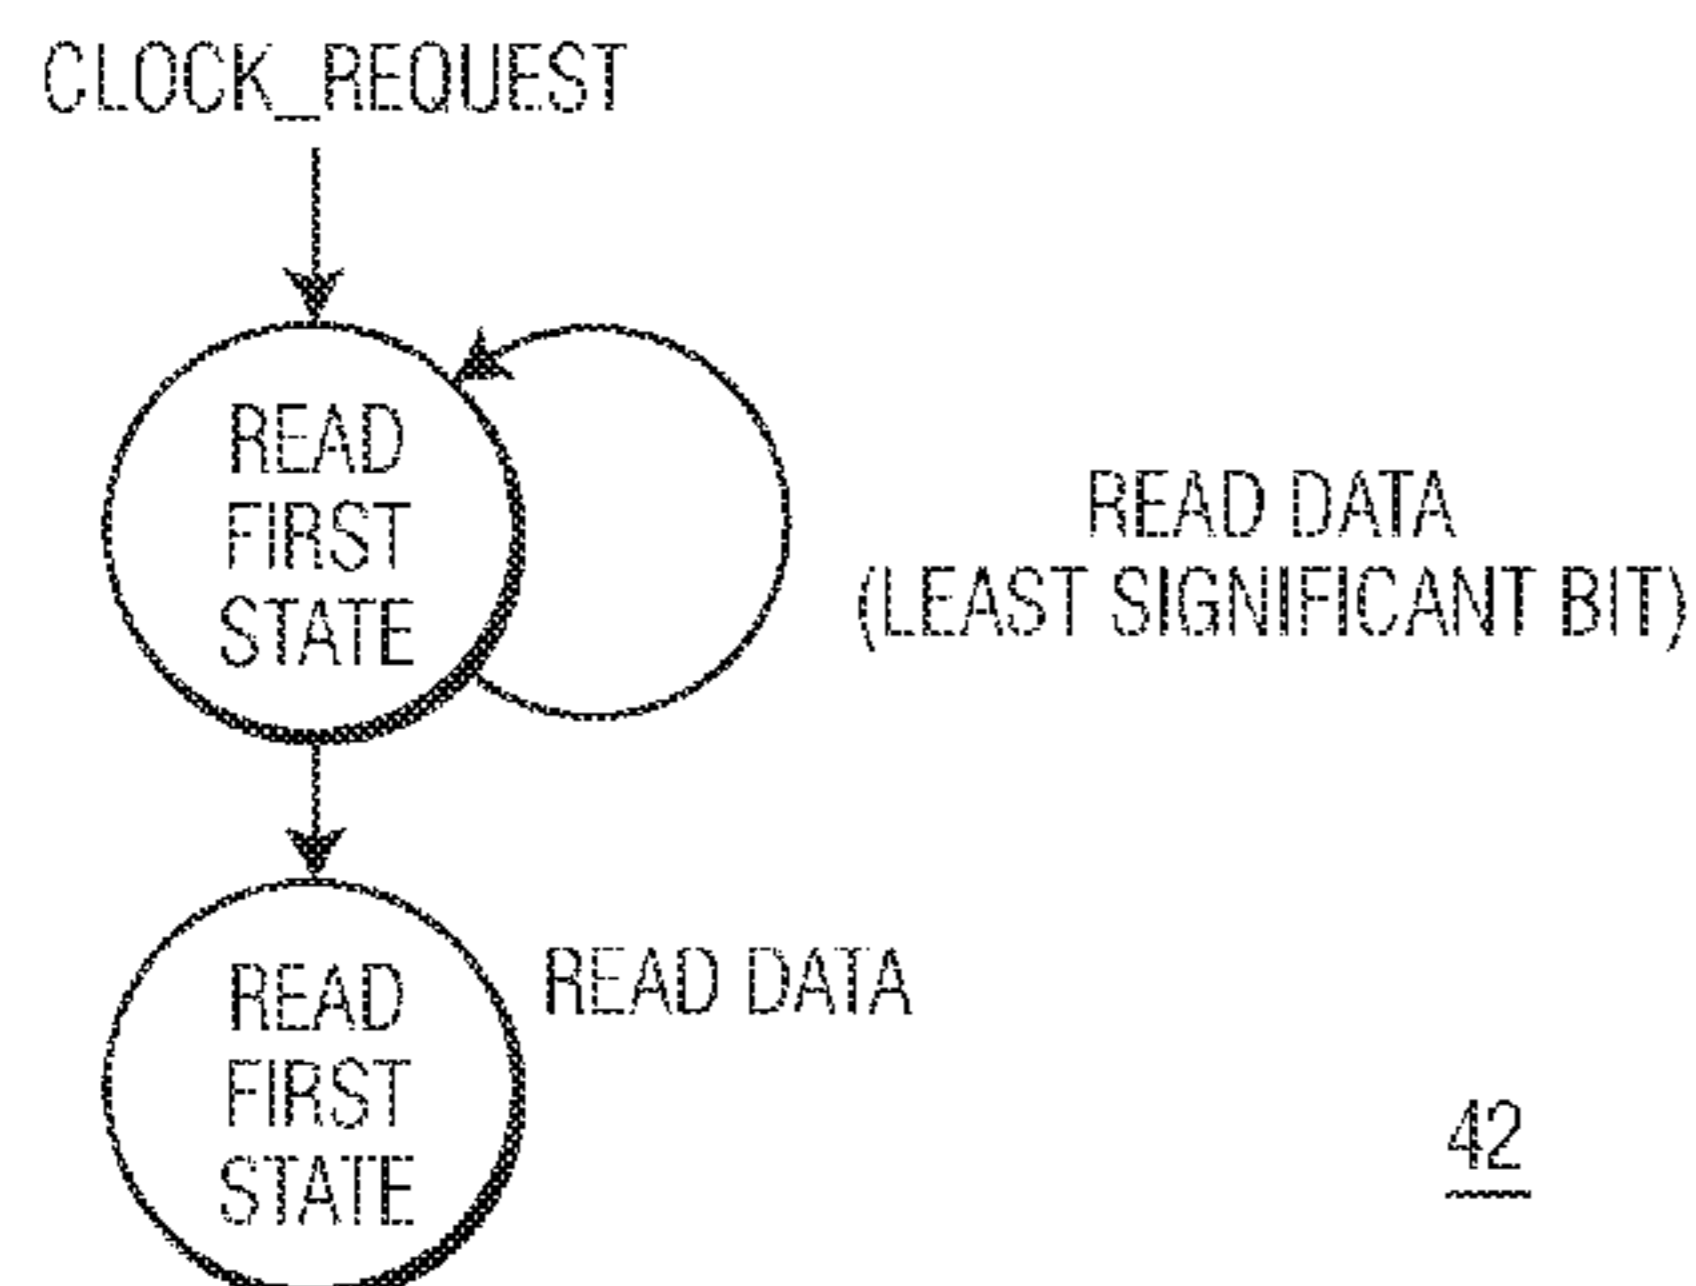 CLOCK_REQUEST
READ
FIRST
STATE
READ DATA
(LEAST SIGNIFICANT BIT)
READ
FIRST
STATE
READ DATA
42